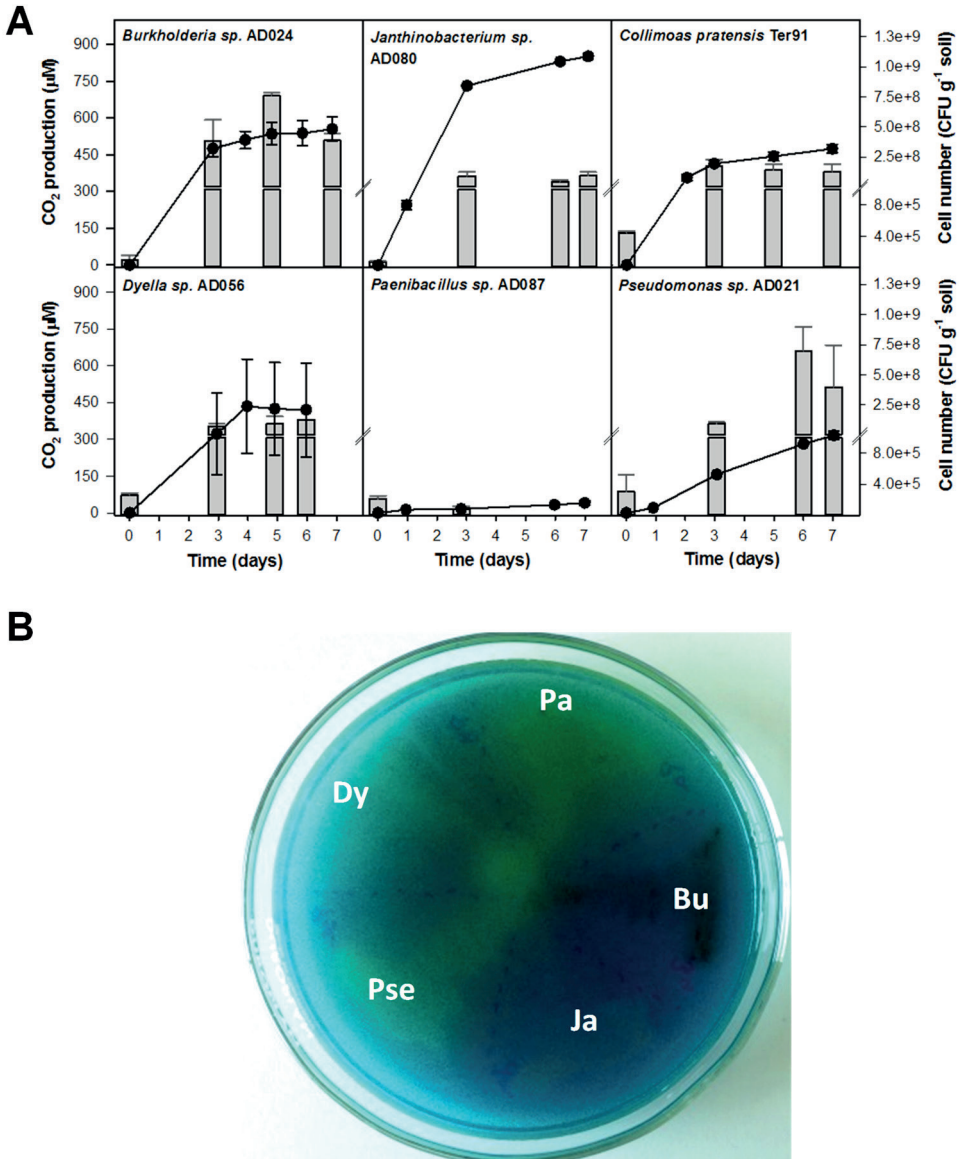 A
Burkholderia sp. AD024
Janthinobacterium sp.
AD080
Collimoas pratensis Ter91
CO2 production (µM)
900
750
600
450
300
150
0
1.3e+9
1.0e+9
7.5e+8
5.0e+8
2.5e+8
8.0e+5
4.0e+5
Cell number (CFU g-1 soil)
Dyella sp. AD056
Paenibacillus sp. AD087
Pseudomonas sp. AD021
CO2 production (µM)
900
750
600
450
300
150
0
1.3e+9
1.0e+9
7.5e+8
5.0e+8
2.5e+8
8.0e+5
4.0e+5
Cell number (CFU g-1 soil)
0 1 2 3 4 5 6 7
0 1 2 3 4 5 6 7
0 1 2 3 4 5 6 7
Time (days)
Time (days)
Time (days)
B
Pa
Dy
Bu
Pse
Ja